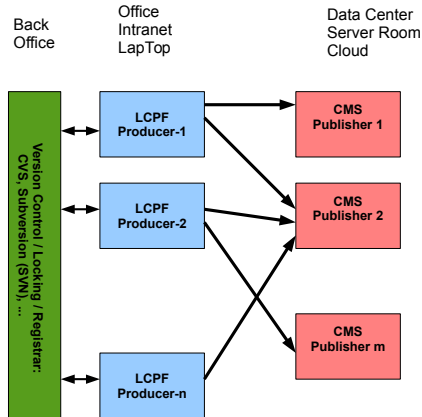 Back
Office
Office
Intranet
LapTop
Data Center
Server Room
Cloud
Version Control / Locking / Registrar:
CVS, Subversion (SVN), ...
LCPF
Producer-1
CMS
Publisher 1
LCPF
Producer-2
CMS
Publisher 2
CMS
Publisher m
LCPF
Producer-n